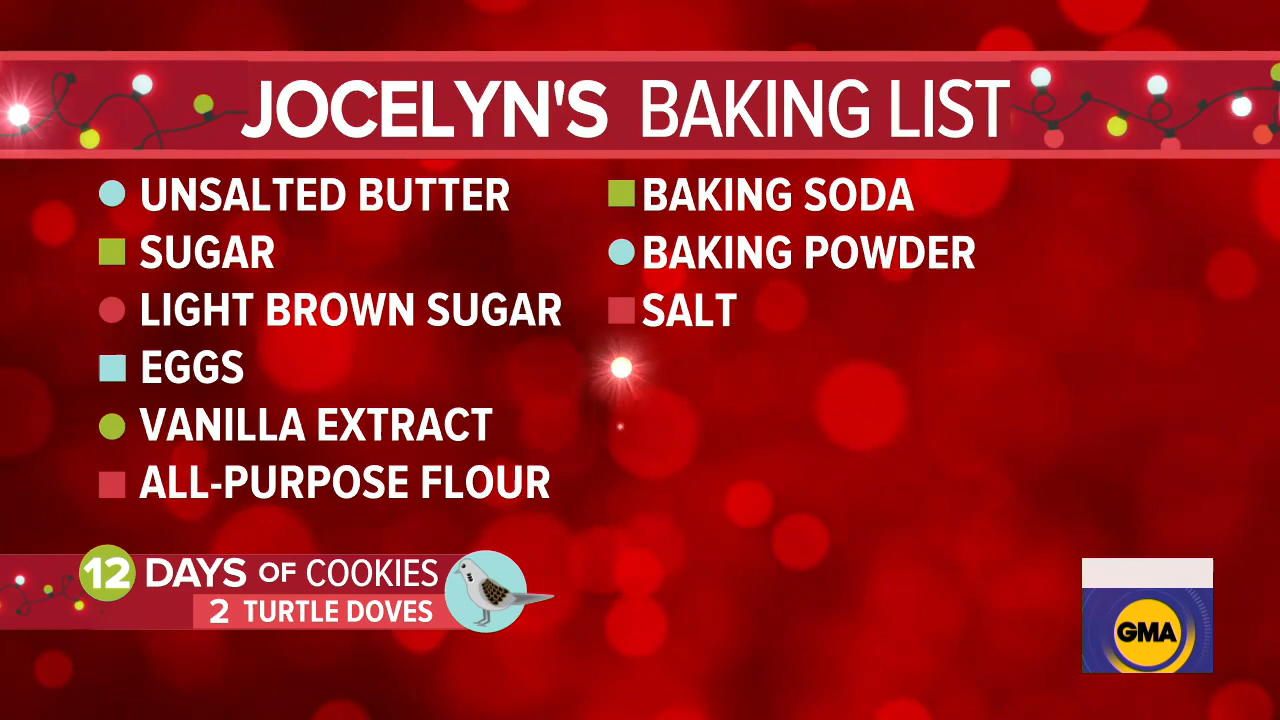 JOCELYN'S BAKING LIST
UNSALTED BUTTER
SUGAR
LIGHT BROWN SUGAR
EGGS
VANILLA EXTRACT
ALL-PURPOSE FLOUR
BAKING SODA
BAKING POWDER
SALT
12 DAYS OF COOKIES
2 TURTLE DOVES
GMA